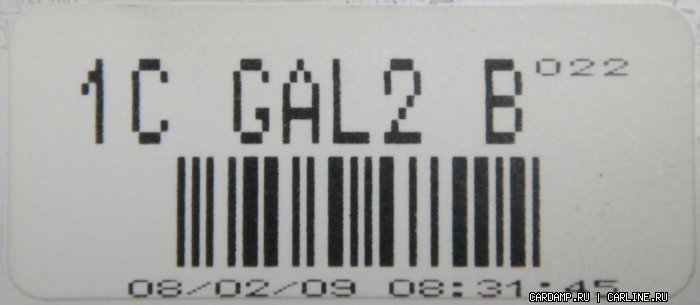 1C GAL2 B 022
08/02/09 08:31:45
CARDAMP.RU | CARLINE.RU